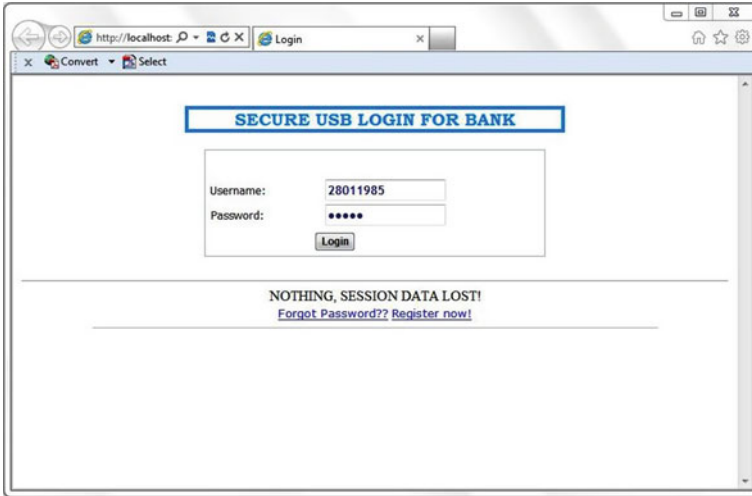 http://localhost:
Login
x Convert Select
SECURE USB LOGIN FOR BANK
Username: 28011985
Password: •••••
Login
NOTHING, SESSION DATA LOST!
Forgot Password?? Register now!